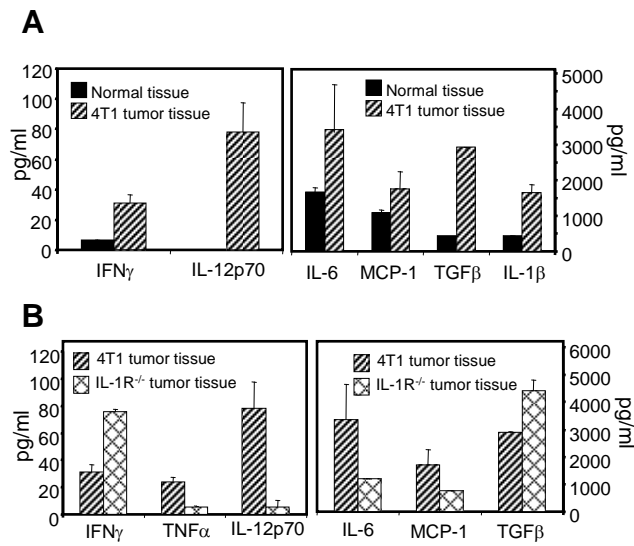 A
120
100
80
60
40
20
0
pg/ml
Normal tissue
4T1 tumor tissue
IFNγ IL-12p70
5000
4000
3000
2000
1000
0
pg/ml
Normal tissue
4T1 tumor tissue
IL-6 MCP-1 TGFβ IL-1β
B
120
100
80
60
40
20
0
pg/ml
4T1 tumor tissue
IL-1R-/- tumor tissue
IFNγ TNFα IL-12p70
6000
5000
4000
3000
2000
1000
0
pg/ml
4T1 tumor tissue
IL-1R-/- tumor tissue
IL-6 MCP-1 TGFβ